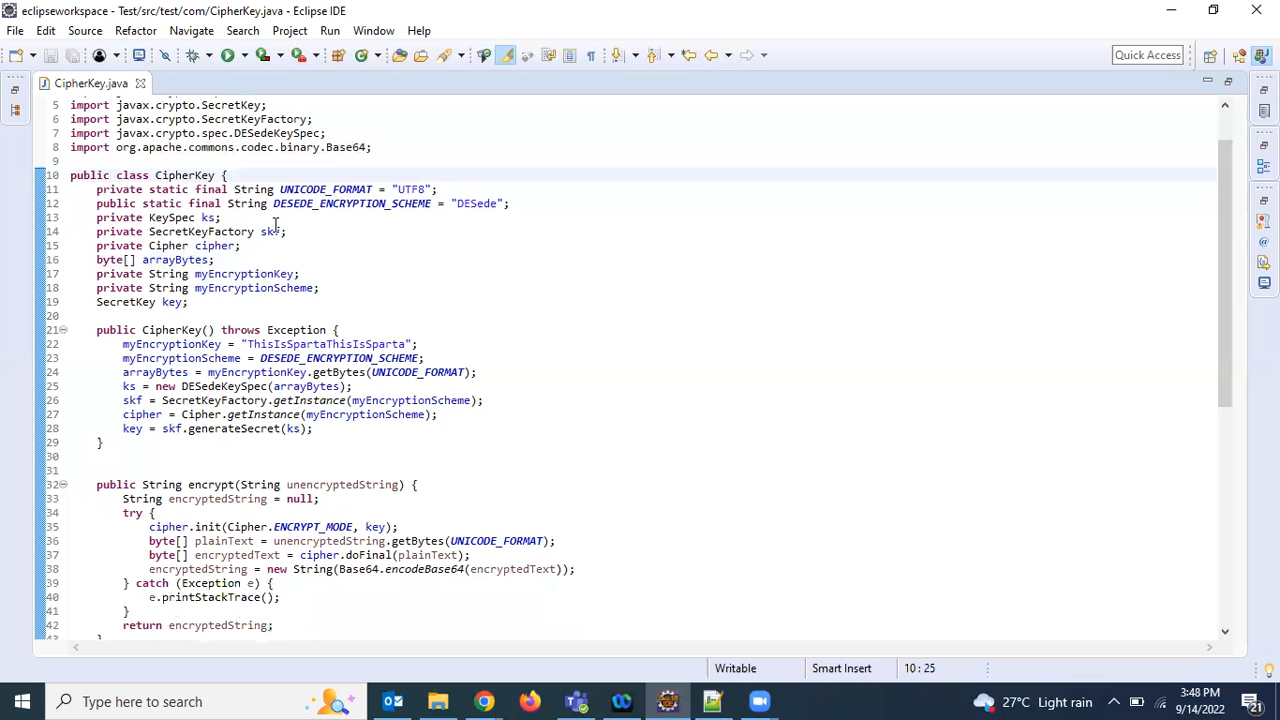 eclipseworkspace - Test/src/test/com/CipherKey.java - Eclipse IDE
File Edit Source Refactor Navigate Search Project Run Window Help
Quick Access
CipherKey.java
5 import javax.crypto.SecretKey;
6 import javax.crypto.SecretKeyFactory;
7 import javax.crypto.spec.DESedeKeySpec;
8 import org.apache.commons.codec.binary.Base64;
9
10 public class CipherKey {
11 private static final String UNICODE_FORMAT = "UTF8";
12 public static final String DESEDE_ENCRYPTION_SCHEME = "DESede";
13 private KeySpec ks;
14 private SecretKeyFactory skf;
15 private Cipher cipher;
16 byte[] arrayBytes;
17 private String myEncryptionKey;
18 private String myEncryptionScheme;
19 SecretKey key;
20
21 public CipherKey() throws Exception {
22 myEncryptionKey = "ThisIsSpartaThisIsSparta";
23 myEncryptionScheme = DESEDE_ENCRYPTION_SCHEME;
24 arrayBytes = myEncryptionKey.getBytes(UNICODE_FORMAT);
25 ks = new DESedeKeySpec(arrayBytes);
26 skf = SecretKeyFactory.getInstance(myEncryptionScheme);
27 cipher = Cipher.getInstance(myEncryptionScheme);
28 key = skf.generateSecret(ks);
29 }
30
31
32 public String encrypt(String unencryptedString) {
33 String encryptedString = null;
34 try {
35 cipher.init(Cipher.ENCRYPT_MODE, key);
36 byte[] plainText = unencryptedString.getBytes(UNICODE_FORMAT);
37 byte[] encryptedText = cipher.doFinal(plainText);
38 encryptedString = new String(Base64.encodeBase64(encryptedText));
39 } catch (Exception e) {
40 e.printStackTrace();
41 }
42 return encryptedString;
43 }
Writable Smart Insert 10 : 25
Type here to search
27°C Light rain
3:48 PM
9/14/2022
21